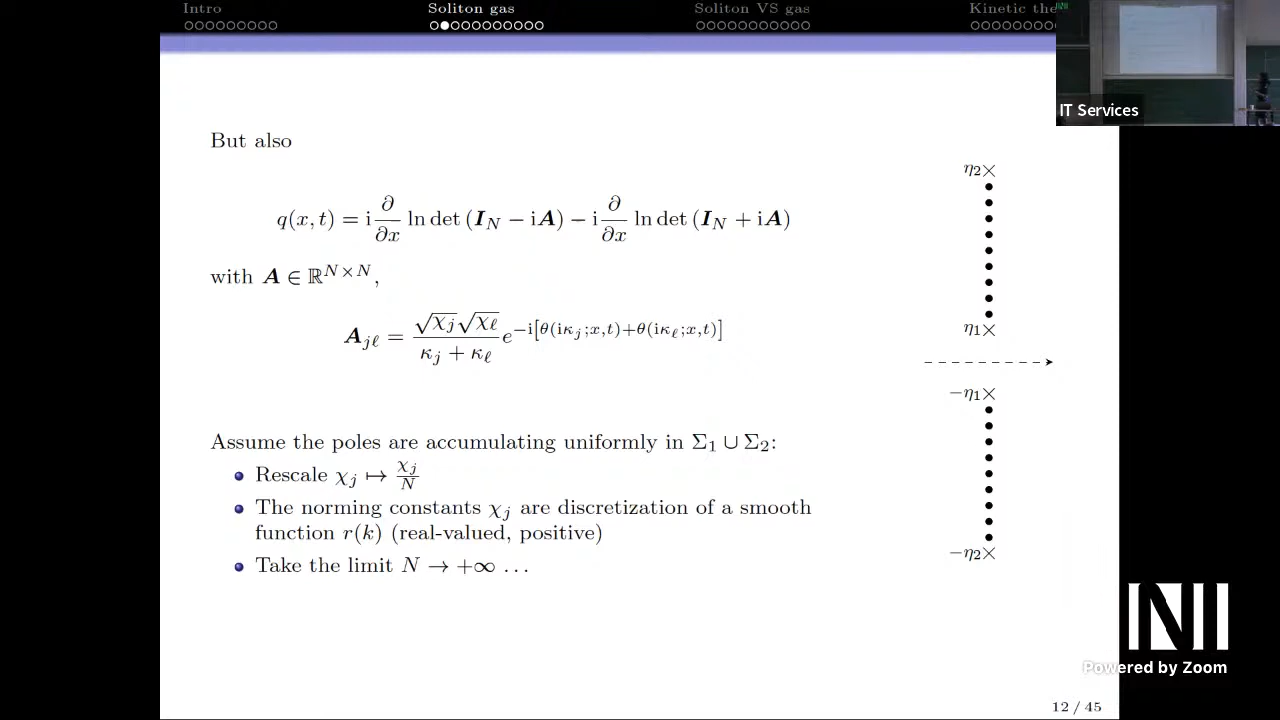 Intro
Soliton gas
Soliton VS gas
Kinetic the
But also
q(x, t) = i ∂/∂x ln det (I_N − iA) − i ∂/∂x ln det (I_N + iA)
with A ∈ ℝ^{N×N},
A_{jℓ} = \frac{√χ_j √χ_ℓ}{κ_j + κ_ℓ} e^{−i[θ(iκ_j;x,t)+θ(iκ_ℓ;x,t)]}
Assume the poles are accumulating uniformly in Σ₁ ∪ Σ₂:
Rescale χ_j ↦ χ_j/N
The norming constants χ_j are discretization of a smooth
function r(k) (real-valued, positive)
Take the limit N → +∞ …
η₂
η₁
−η₁
−η₂
12 / 45
IT Services
NI
Powered by Zoom